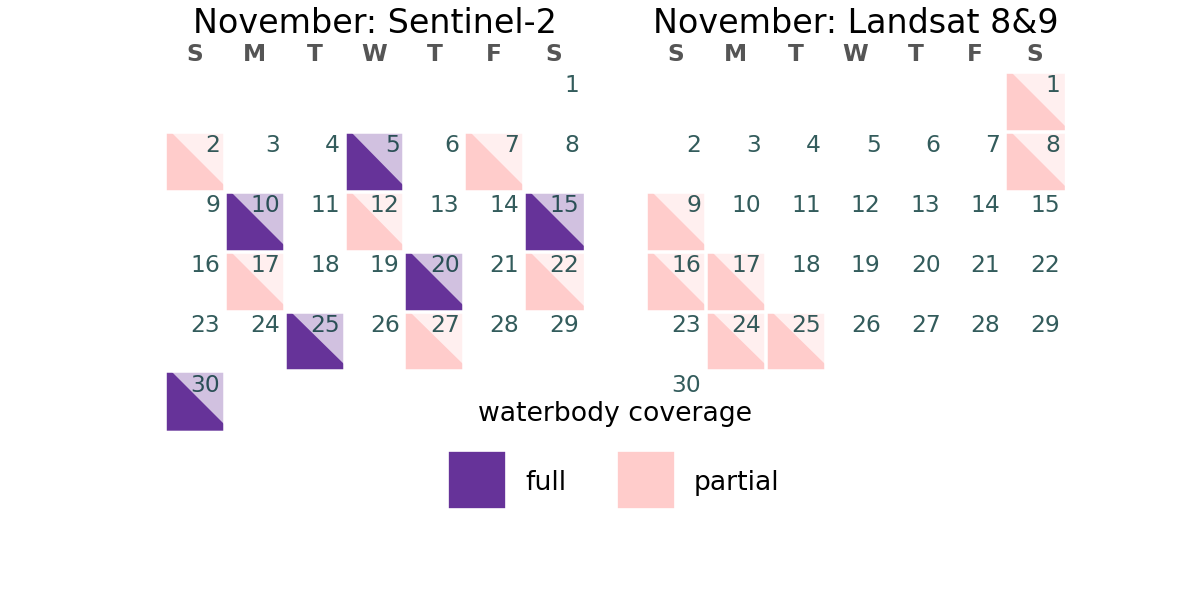 November: Sentinel-2
S M T W T F S
1
2 3 4 5 6 7 8
9 10 11 12 13 14 15
16 17 18 19 20 21 22
23 24 25 26 27 28 29
30
November: Landsat 8&9
S M T W T F S
1
2 3 4 5 6 7 8
9 10 11 12 13 14 15
16 17 18 19 20 21 22
23 24 25 26 27 28 29
30
waterbody coverage
full
partial